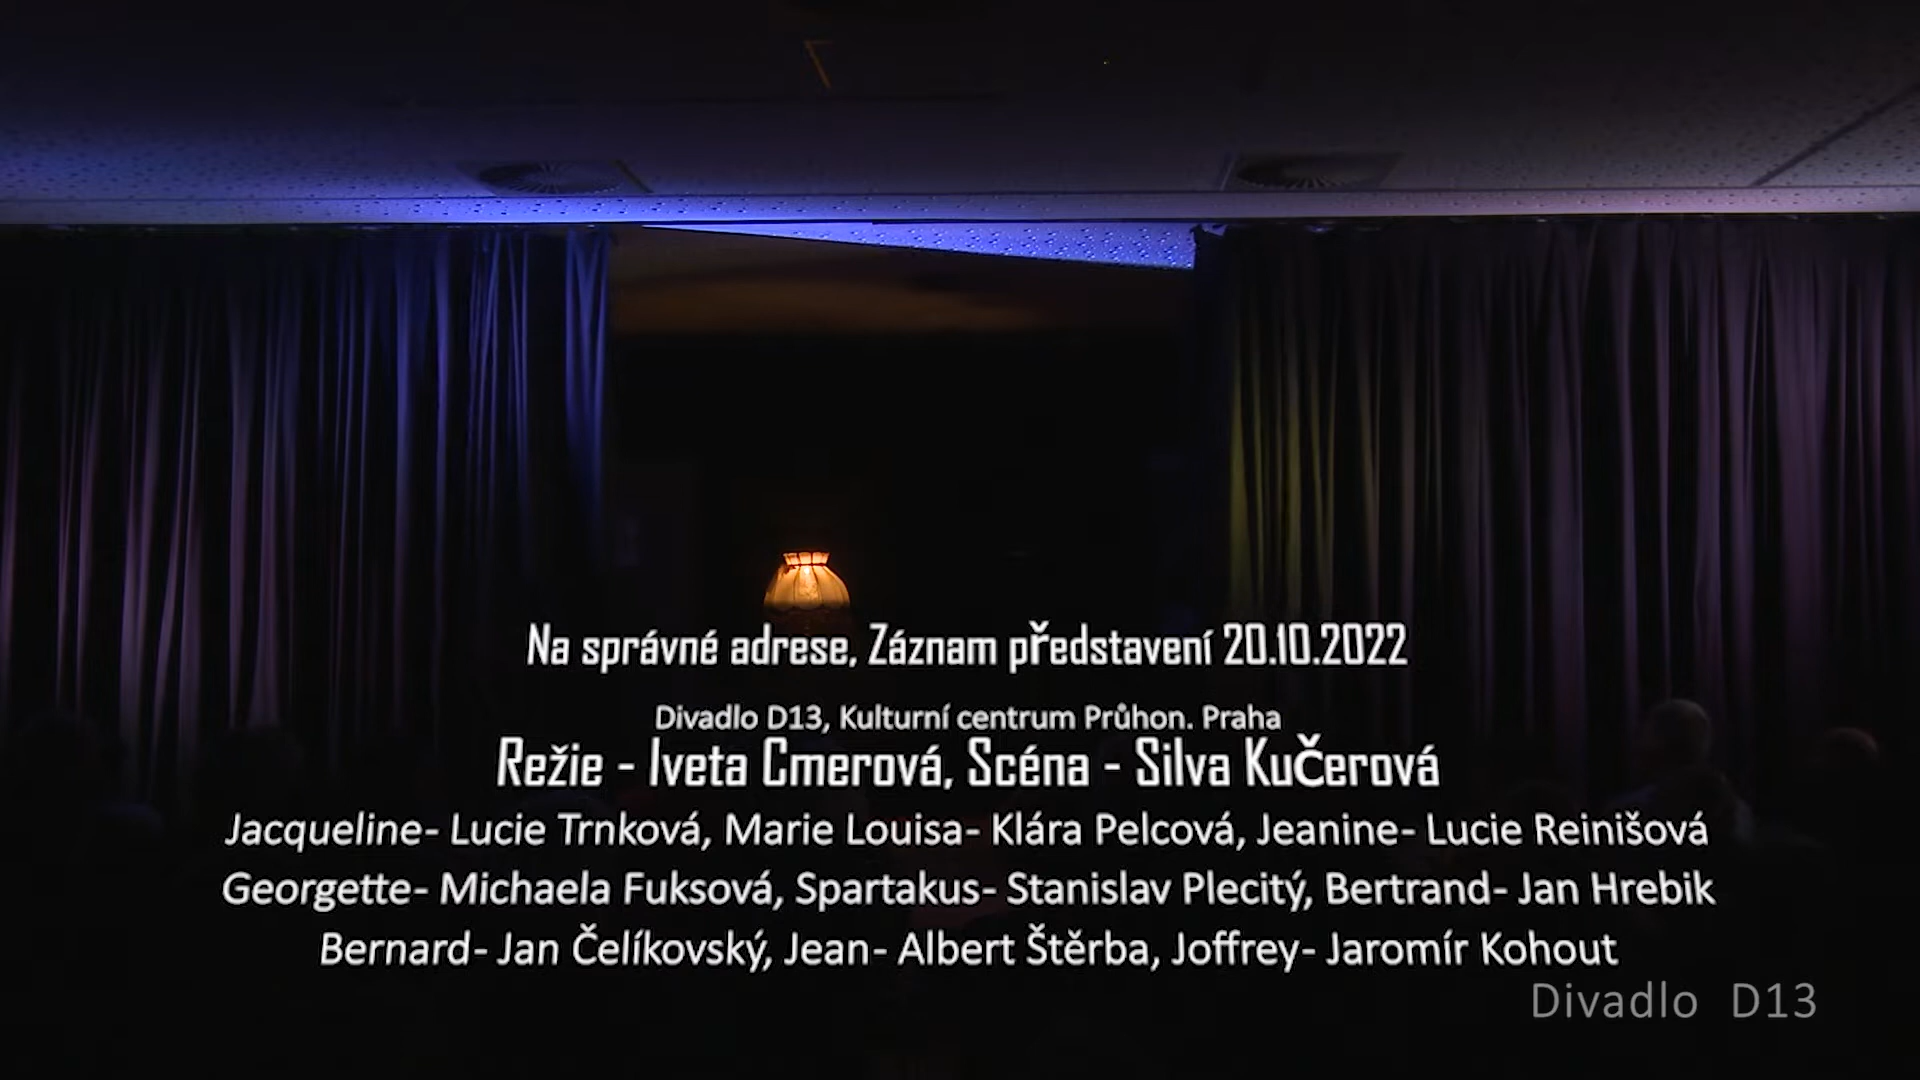 Na správné adrese, Záznam představení 20.10.2022
Divadlo D13, Kulturní centrum Průhon. Praha
Režie - Iveta Cmerová, Scéna - Silva Kučerová
Jacqueline- Lucie Trnková, Marie Louisa- Klára Pelcová, Jeanine- Lucie Reinišová
Georgette- Michaela Fuksová, Spartakus- Stanislav Plecitý, Bertrand- Jan Hrebik
Bernard- Jan Čelíkovský, Jean- Albert Štěrba, Joffrey- Jaromír Kohout
Divadlo D13